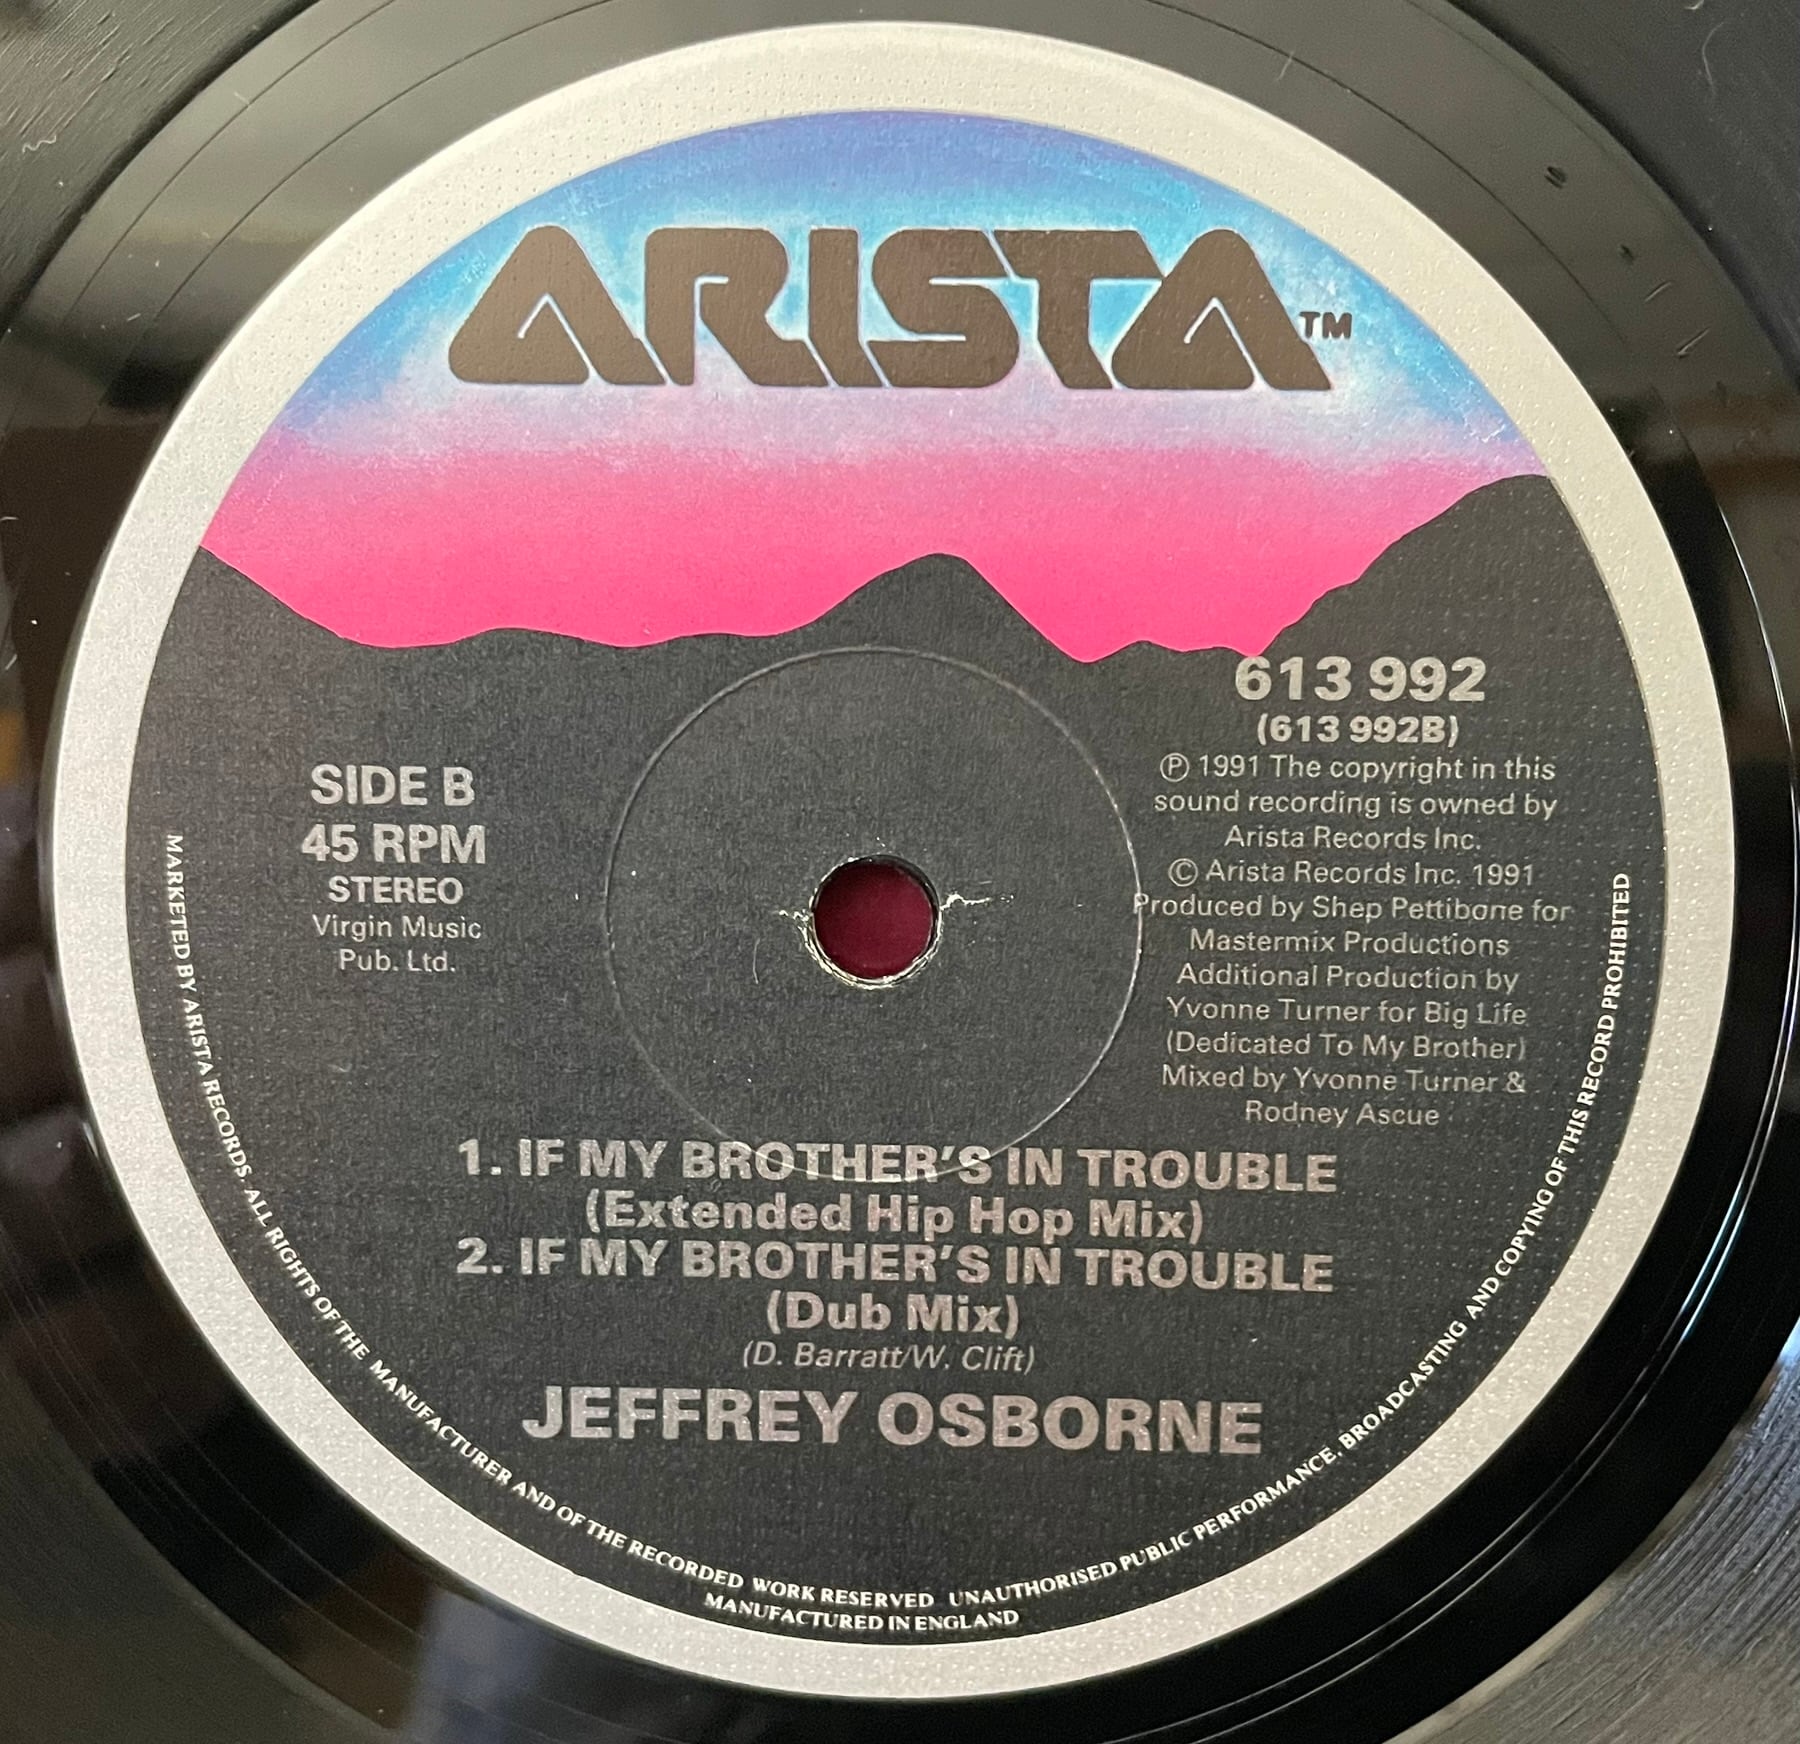 ARISTA™
613 992
(613 992B)
℗ 1991 The copyright in this
sound recording is owned by
Arista Records Inc.
© Arista Records Inc. 1991
Produced by Shep Pettibone for
Mastermix Productions
Additional Production by
Yvonne Turner for Big Life
(Dedicated To My Brother)
Mixed by Yvonne Turner &
Rodney Ascue
SIDE B
45 RPM
STEREO
Virgin Music
Pub. Ltd.
1. IF MY BROTHER'S IN TROUBLE
(Extended Hip Hop Mix)
2. IF MY BROTHER'S IN TROUBLE
(Dub Mix)
(D. Barratt/W. Clift)
JEFFREY OSBORNE
MARKETED BY ARISTA RECORDS. ALL RIGHTS OF THE MANUFACTURER AND OF THE RECORDED WORK RESERVED UNAUTHORISED PUBLIC PERFORMANCE, BROADCASTING AND COPYING OF THIS RECORD PROHIBITED
MANUFACTURED IN ENGLAND